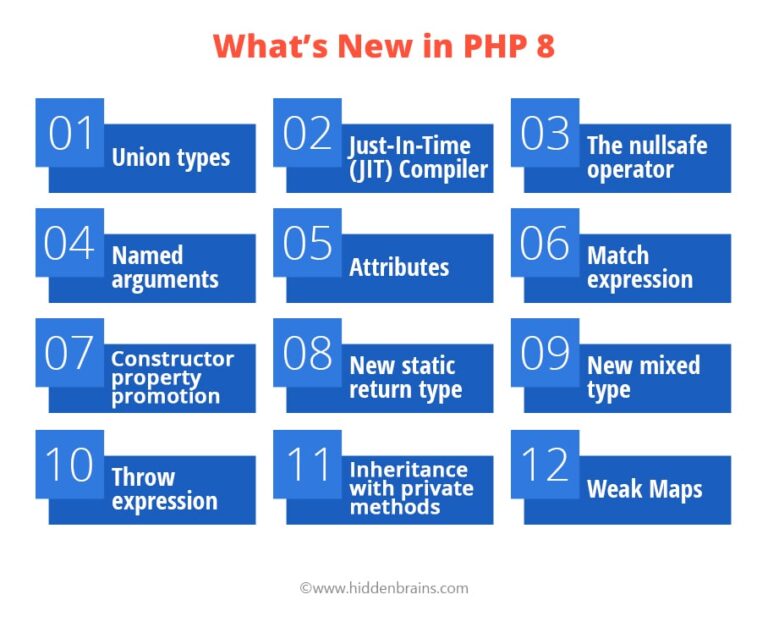 What's New in PHP 8
01
Union types
02
Just-In-Time
(JIT) Compiler
03
The nullsafe
operator
04
Named
arguments
05
Attributes
06
Match
expression
07
Constructor
property
promotion
08
New static
return type
09
New mixed
type
10
Throw
expression
11
Inheritance
with private
methods
12
Weak Maps
©www.hiddenbrains.com